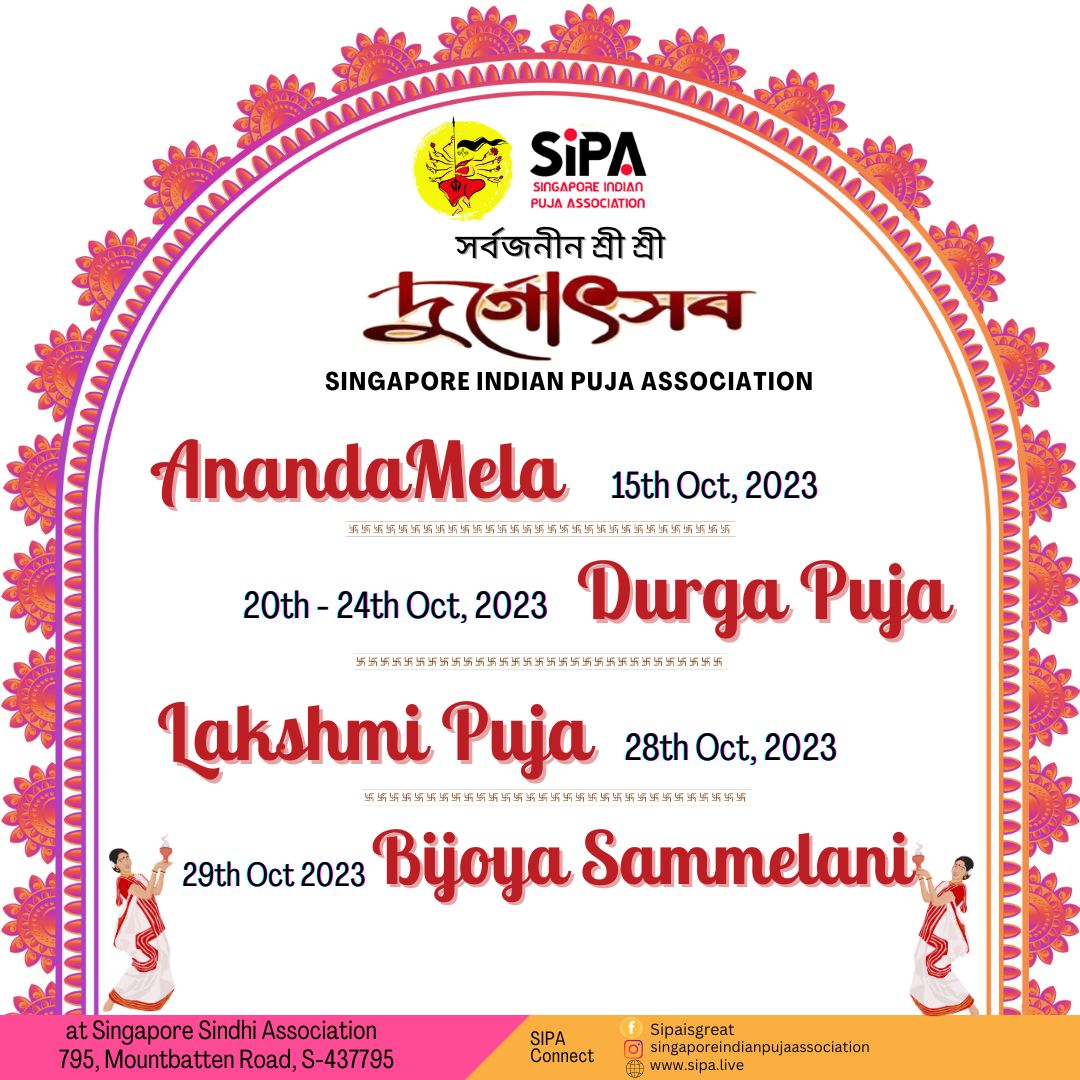 SiPA
SINGAPORE INDIAN
PUJA ASSOCIATION
সর্বজনীন শ্রী শ্রী
দুর্গোৎসব
SINGAPORE INDIAN PUJA ASSOCIATION
AnandaMela 15th Oct, 2023
20th - 24th Oct, 2023 Durga Puja
Lakshmi Puja 28th Oct, 2023
29th Oct 2023 Bijoya Sammelani
at Singapore Sindhi Association
795, Mountbatten Road, S-437795
SIPA
Connect
Sipaisgreat
singaporeindianpujaassociation
www.sipa.live